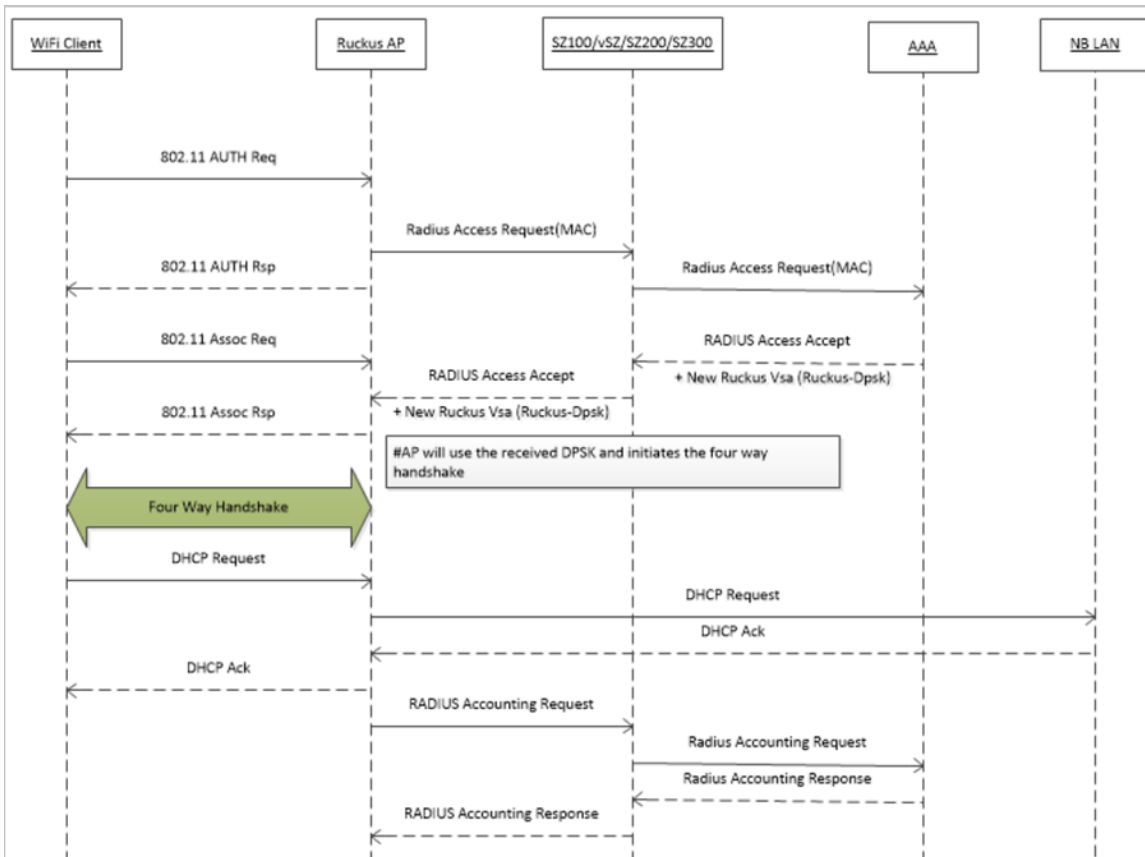 WiFi Client
Ruckus AP
SZ100/vSZ/SZ200/SZ300
AAA
NB LAN
802.11 AUTH Req
Radius Access Request(MAC)
802.11 AUTH Rsp
Radius Access Request(MAC)
802.11 Assoc Req
RADIUS Access Accept
RADIUS Access Accept
+ New Ruckus Vsa (Ruckus-Dpsk)
802.11 Assoc Rsp
+ New Ruckus Vsa (Ruckus-Dpsk)
#AP will use the received DPSK and initiates the four way
handshake
Four Way Handshake
DHCP Request
DHCP Request
DHCP Ack
DHCP Ack
RADIUS Accounting Request
Radius Accounting Request
Radius Accounting Response
RADIUS Accounting Response